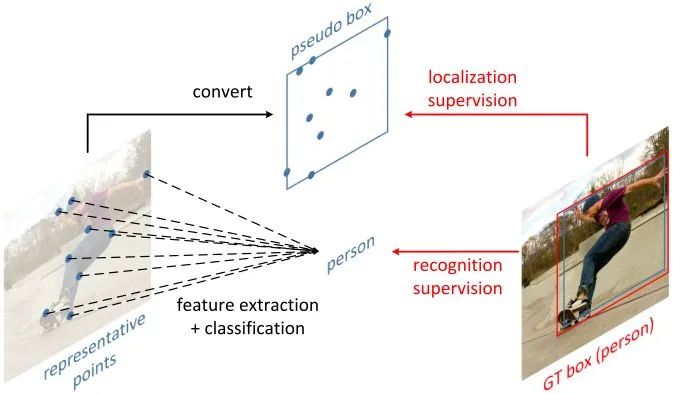 pseudo box
convert
localization
supervision
person
recognition
supervision
feature extraction
+ classification
representative
points
GT box (person)